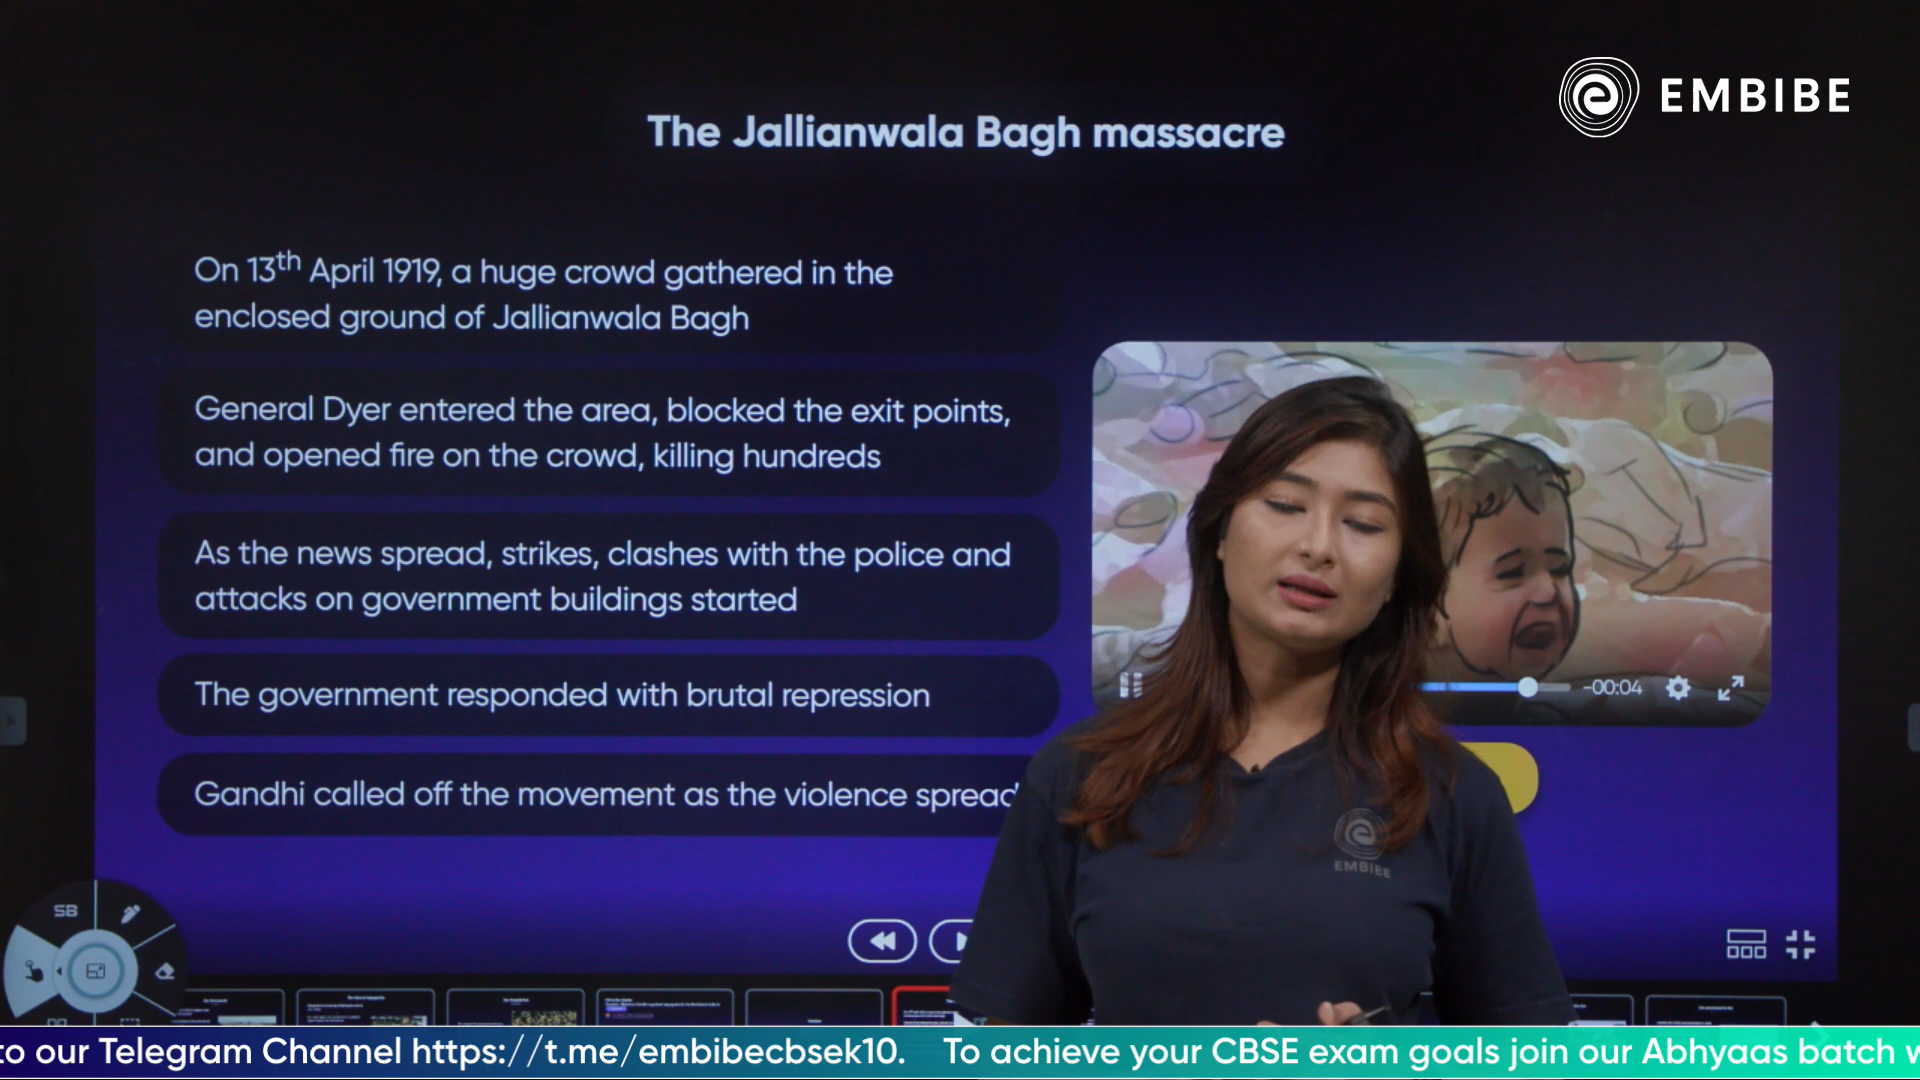 EMBIBE
The Jallianwala Bagh massacre
On 13th April 1919, a huge crowd gathered in the
enclosed ground of Jallianwala Bagh
General Dyer entered the area, blocked the exit points,
and opened fire on the crowd, killing hundreds
As the news spread, strikes, clashes with the police and
attacks on government buildings started
The government responded with brutal repression
Gandhi called off the movement as the violence spread
-00:04
EMBIBE
SB
to our Telegram Channel https://t.me/embibecbsek10. To achieve your CBSE exam goals join our Abhyaas batch